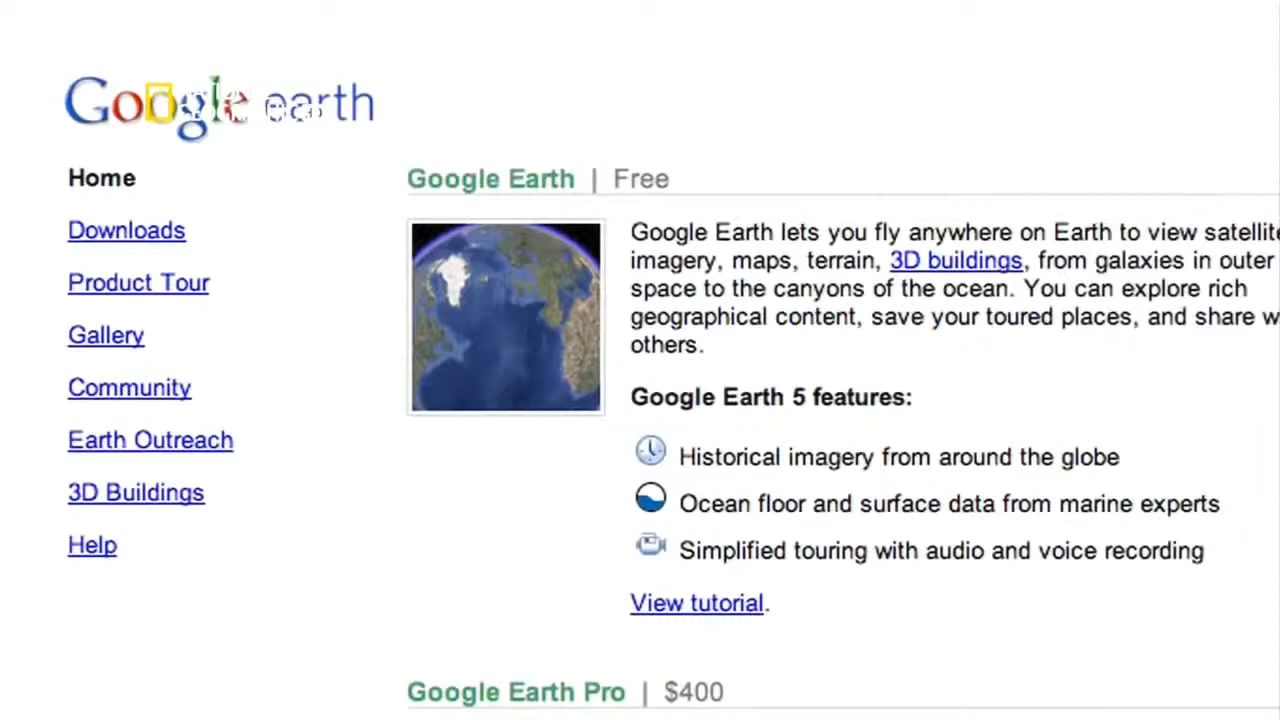 Google earth
Home
Downloads
Product Tour
Gallery
Community
Earth Outreach
3D Buildings
Help
Google Earth | Free
Google Earth lets you fly anywhere on Earth to view satellite
imagery, maps, terrain, 3D buildings, from galaxies in outer
space to the canyons of the ocean. You can explore rich
geographical content, save your toured places, and share
others.
Google Earth 5 features:
Historical imagery from around the globe
Ocean floor and surface data from marine experts
Simplified touring with audio and voice recording
View tutorial.
Google Earth Pro | $400